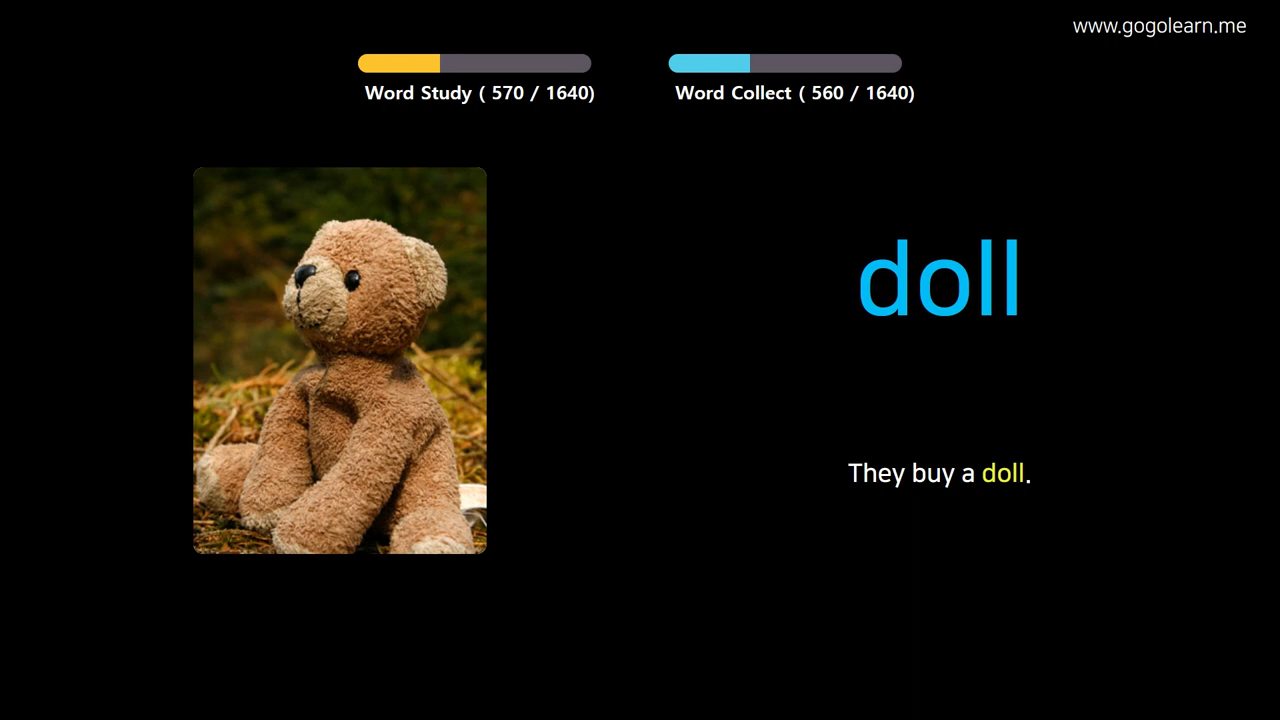 www.gogolearn.me
Word Study ( 570 / 1640)
Word Collect ( 560 / 1640)
doll
They buy a doll.